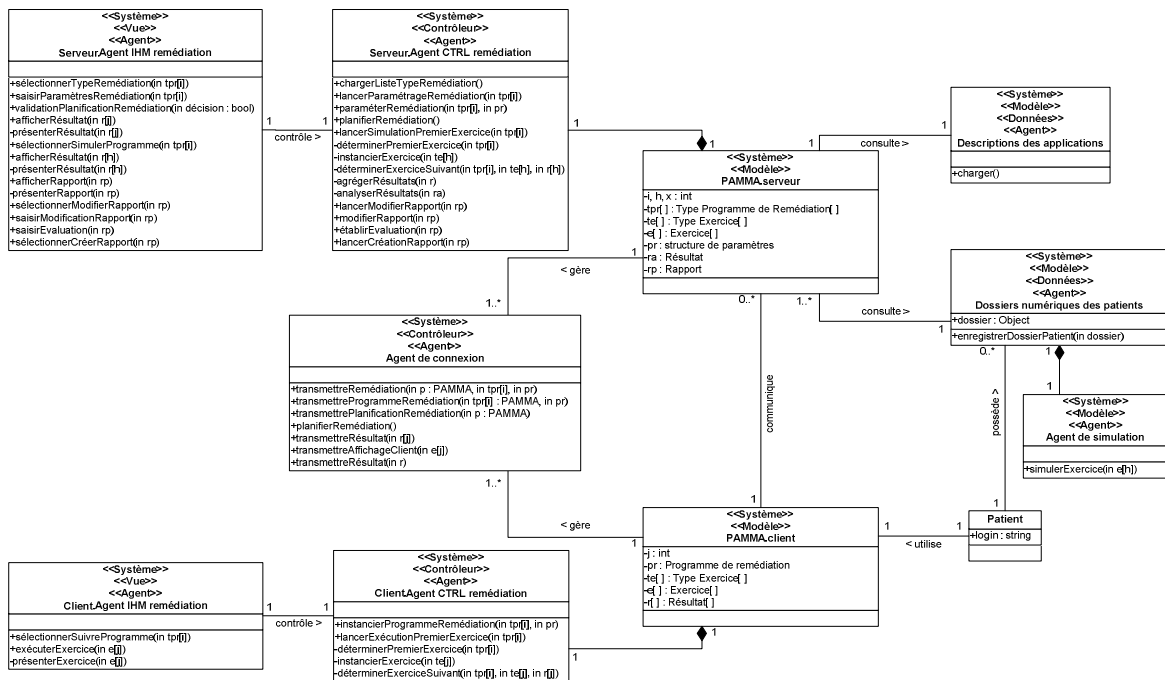 <<Système>>
<<Vue>>
<<Agent>>
Serveur.Agent IHM remédiation
+sélectionnerTypeRemédiation(in tpr[i])
+saisirParamètresRemédiation(in tpr[i])
+validationPlanificationRemédiation(in décision : bool)
+afficherRésultat(in r[j])
-présenterRésultat(in r[j])
+sélectionnerSimulerProgramme(in tpr[i])
+afficherRésultat(in r[h])
-présenterRésultat(in r[h])
+afficherRapport(in rp)
-présenterRapport(in rp)
+sélectionnerModifierRapport(in rp)
+saisirModificationRapport(in rp)
+saisirEvaluation(in rp)
+sélectionnerCréerRapport(in rp)
1
1
contrôle >
<<Système>>
<<Contrôleur>>
<<Agent>>
Serveur.Agent CTRL remédiation
+chargerListeTypeRemédiation()
+lancerParamétrageRemédiation(in tpr[i])
+paramétrerRemédiation(in tpr[i], in pr)
+planifierRemédiation()
+lancerSimulationPremierExercice(in tpr[i])
-déterminerPremierExercice(in tpr[i])
-instancierExercice(in te[h])
-déterminerExerciceSuivant(in tpr[i], in te[h], in r[h])
-agrégerRésultats(in r)
-analyserRésultats(in ra)
+lancerModifierRapport(in rp)
+modifierRapport(in rp)
+établirEvaluation(in rp)
+lancerCréationRapport(in rp)
1
1
<<Système>>
<<Modèle>>
PAMMA.serveur
-i, h, x : int
-tpr[ ] : Type Programme de Remédiation[ ]
-te[ ] : Type Exercice[ ]
-e[ ] : Exercice[ ]
-pr : structure de paramètres
-ra : Résultat
-rp : Rapport
1
consulte >
1
<<Système>>
<<Modèle>>
<<Données>>
<<Agent>>
Descriptions des applications
+charger()
1
< gère
1..*
0..*
1..*
consulte >
1
<<Système>>
<<Modèle>>
<<Données>>
<<Agent>>
Dossiers numériques des patients
+dossier : Object
+enregistrerDossierPatient(in dossier)
0..*
1
1
<<Système>>
<<Contrôleur>>
<<Agent>>
Agent de connexion
+transmettreRemédiation(in p : PAMMA, in tpr[i], in pr)
+transmettreProgrammeRemédiation(in tpr[i] : PAMMA, in pr)
+transmettrePlanificationRemédiation(in p : PAMMA)
+planifierRemédiation()
+transmettreRésultat(in r[j])
+transmettreAffichageClient(in e[j])
+transmettreRésultat(in r)
communique
possède >
<<Système>>
<<Modèle>>
<<Agent>>
Agent de simulation
+simulerExercice(in e[h])
1..*
< gère
1
1
1
<<Système>>
<<Modèle>>
PAMMA.client
-j : int
-pr : Programme de remédiation
-te[ ] : Type Exercice[ ]
-e[ ] : Exercice[ ]
-r[ ] : Résultat[ ]
1
< utilise
1
Patient
+login : string
<<Système>>
<<Vue>>
<<Agent>>
Client.Agent IHM remédiation
+sélectionnerSuivreProgramme(in tpr[i])
+exécuterExercice(in e[j])
-présenterExercice(in e[j])
1
1
contrôle >
<<Système>>
<<Contrôleur>>
<<Agent>>
Client.Agent CTRL remédiation
+instancierProgrammeRemédiation(in tpr[i], in pr)
+lancerExécutionPremierExercice(in tpr[i])
-déterminerPremierExercice(in tpr[i])
-instancierExercice(in te[j])
-déterminerExerciceSuivant(in tpr[i], in te[j], in r[j])
1
1